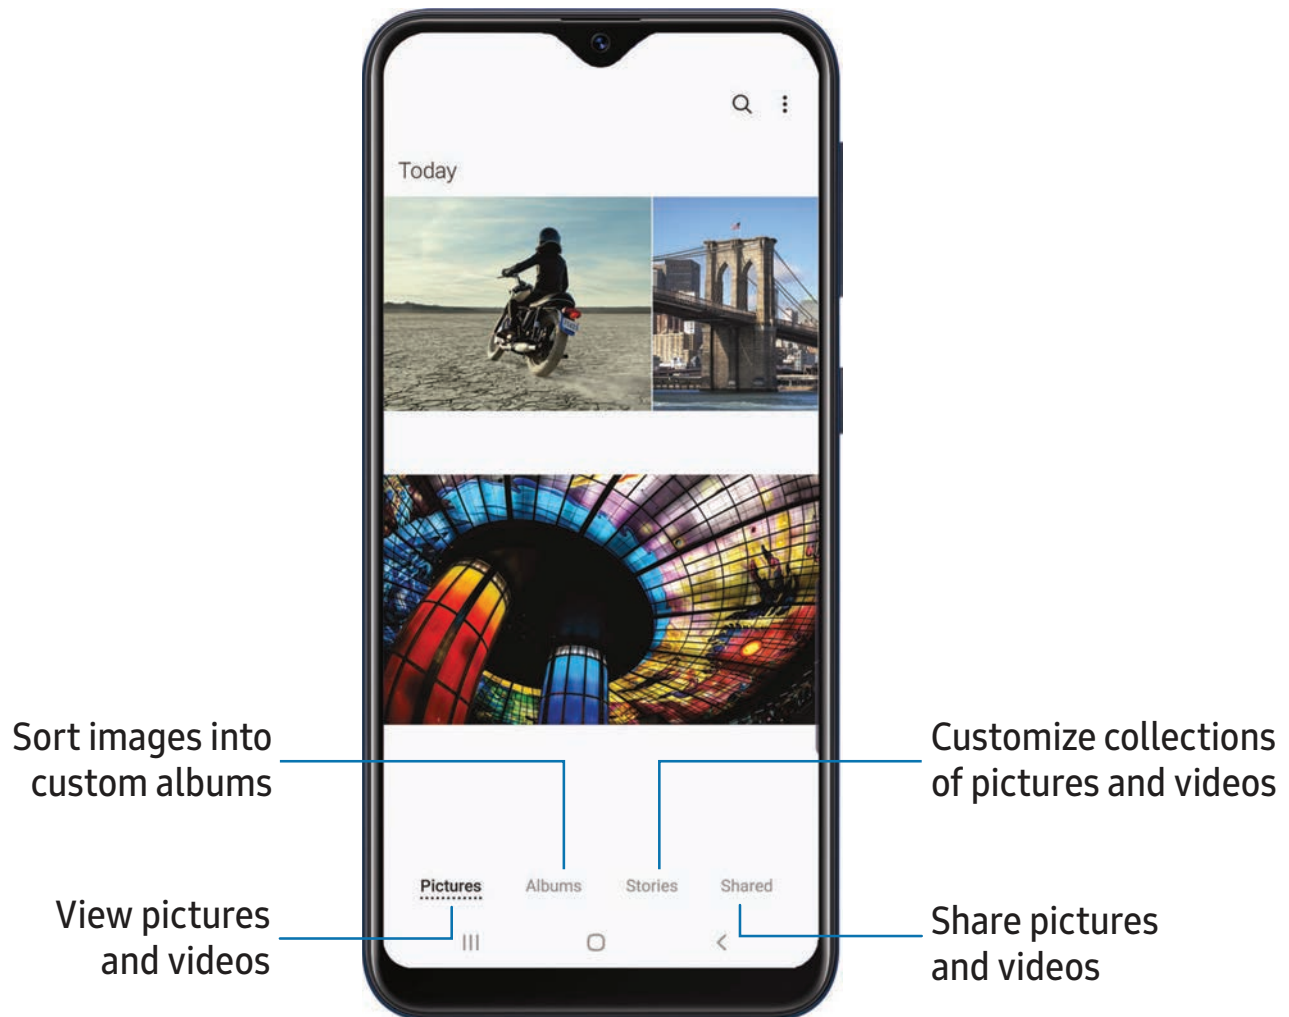 Today
Sort images into
custom albums
Customize collections
of pictures and videos
Pictures
Albums
Stories
Shared
View pictures
and videos
Share pictures
and videos